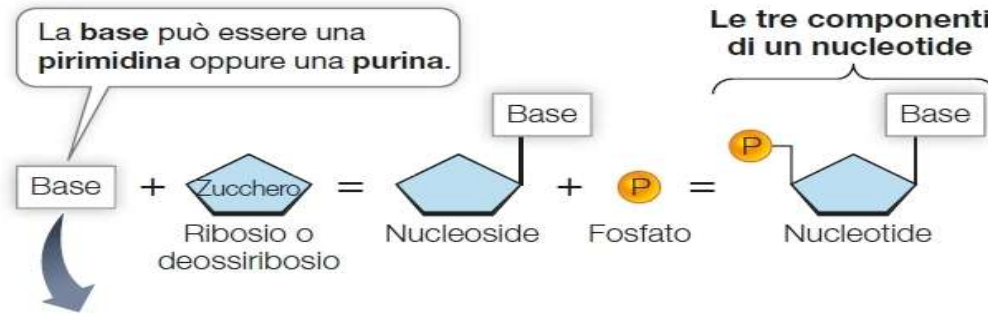 La base può essere una
pirimidina oppure una purina.
Le tre componenti
di un nucleotide
Base + Zucchero = Base + P = P Base
Ribosio o
deossiribosio
Nucleoside
Fosfato
Nucleotide